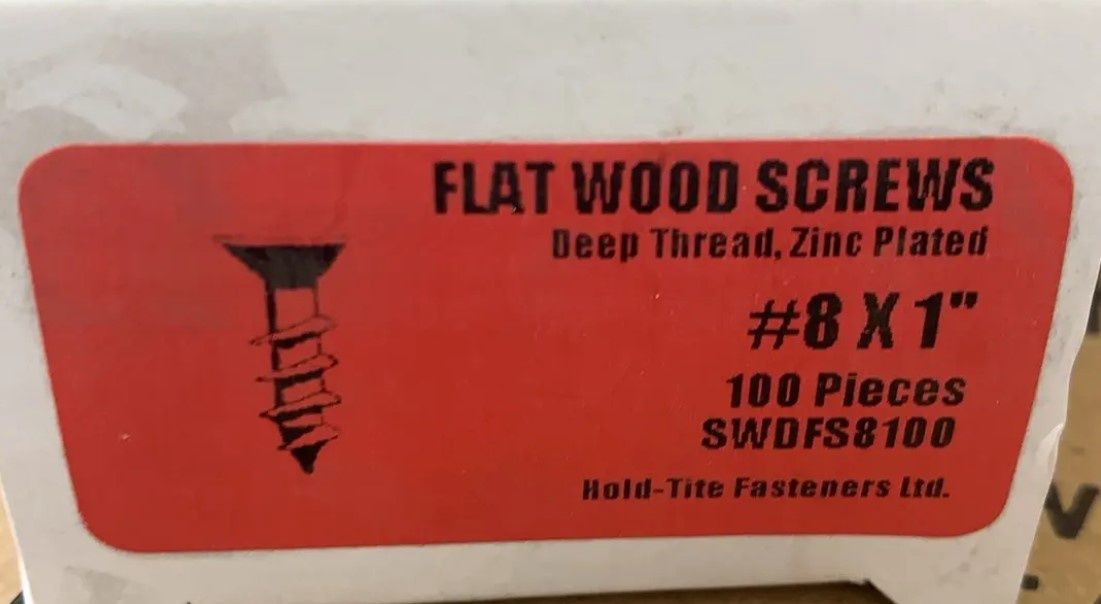 FLAT WOOD SCREWS
Deep Thread, Zinc Plated
#8 X 1"
100 Pieces
SWDFS8100
Hold-Tite Fasteners Ltd.